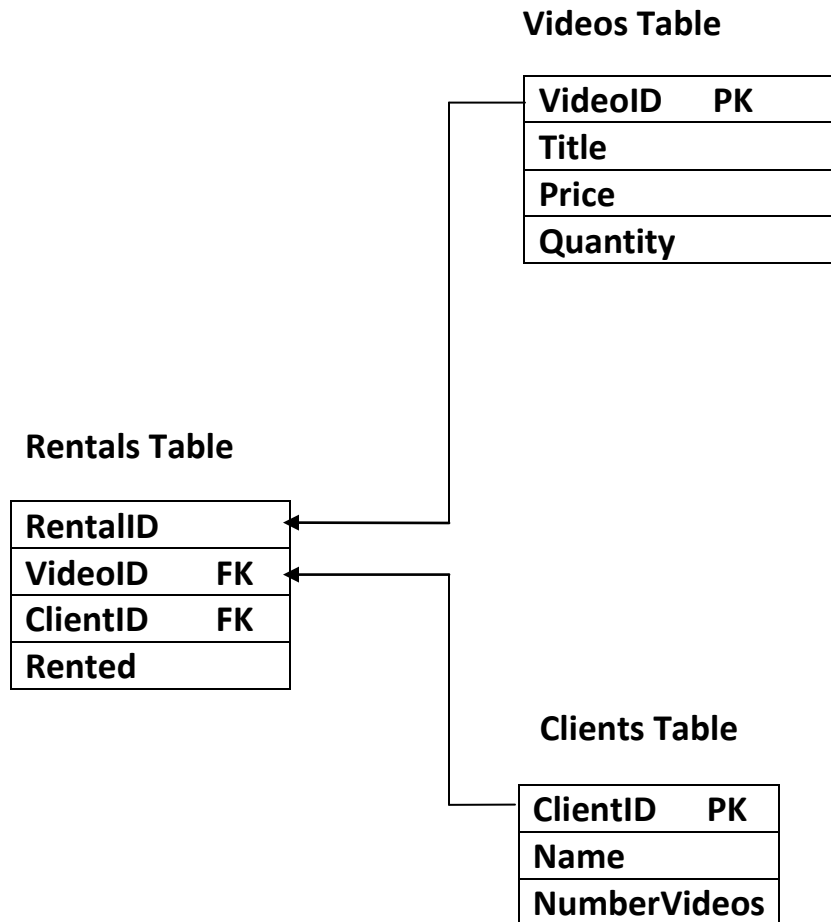 Videos Table
VideoID PK
Title
Price
Quantity
Rentals Table
RentalID
VideoID FK
ClientID FK
Rented
Clients Table
ClientID PK
Name
NumberVideos